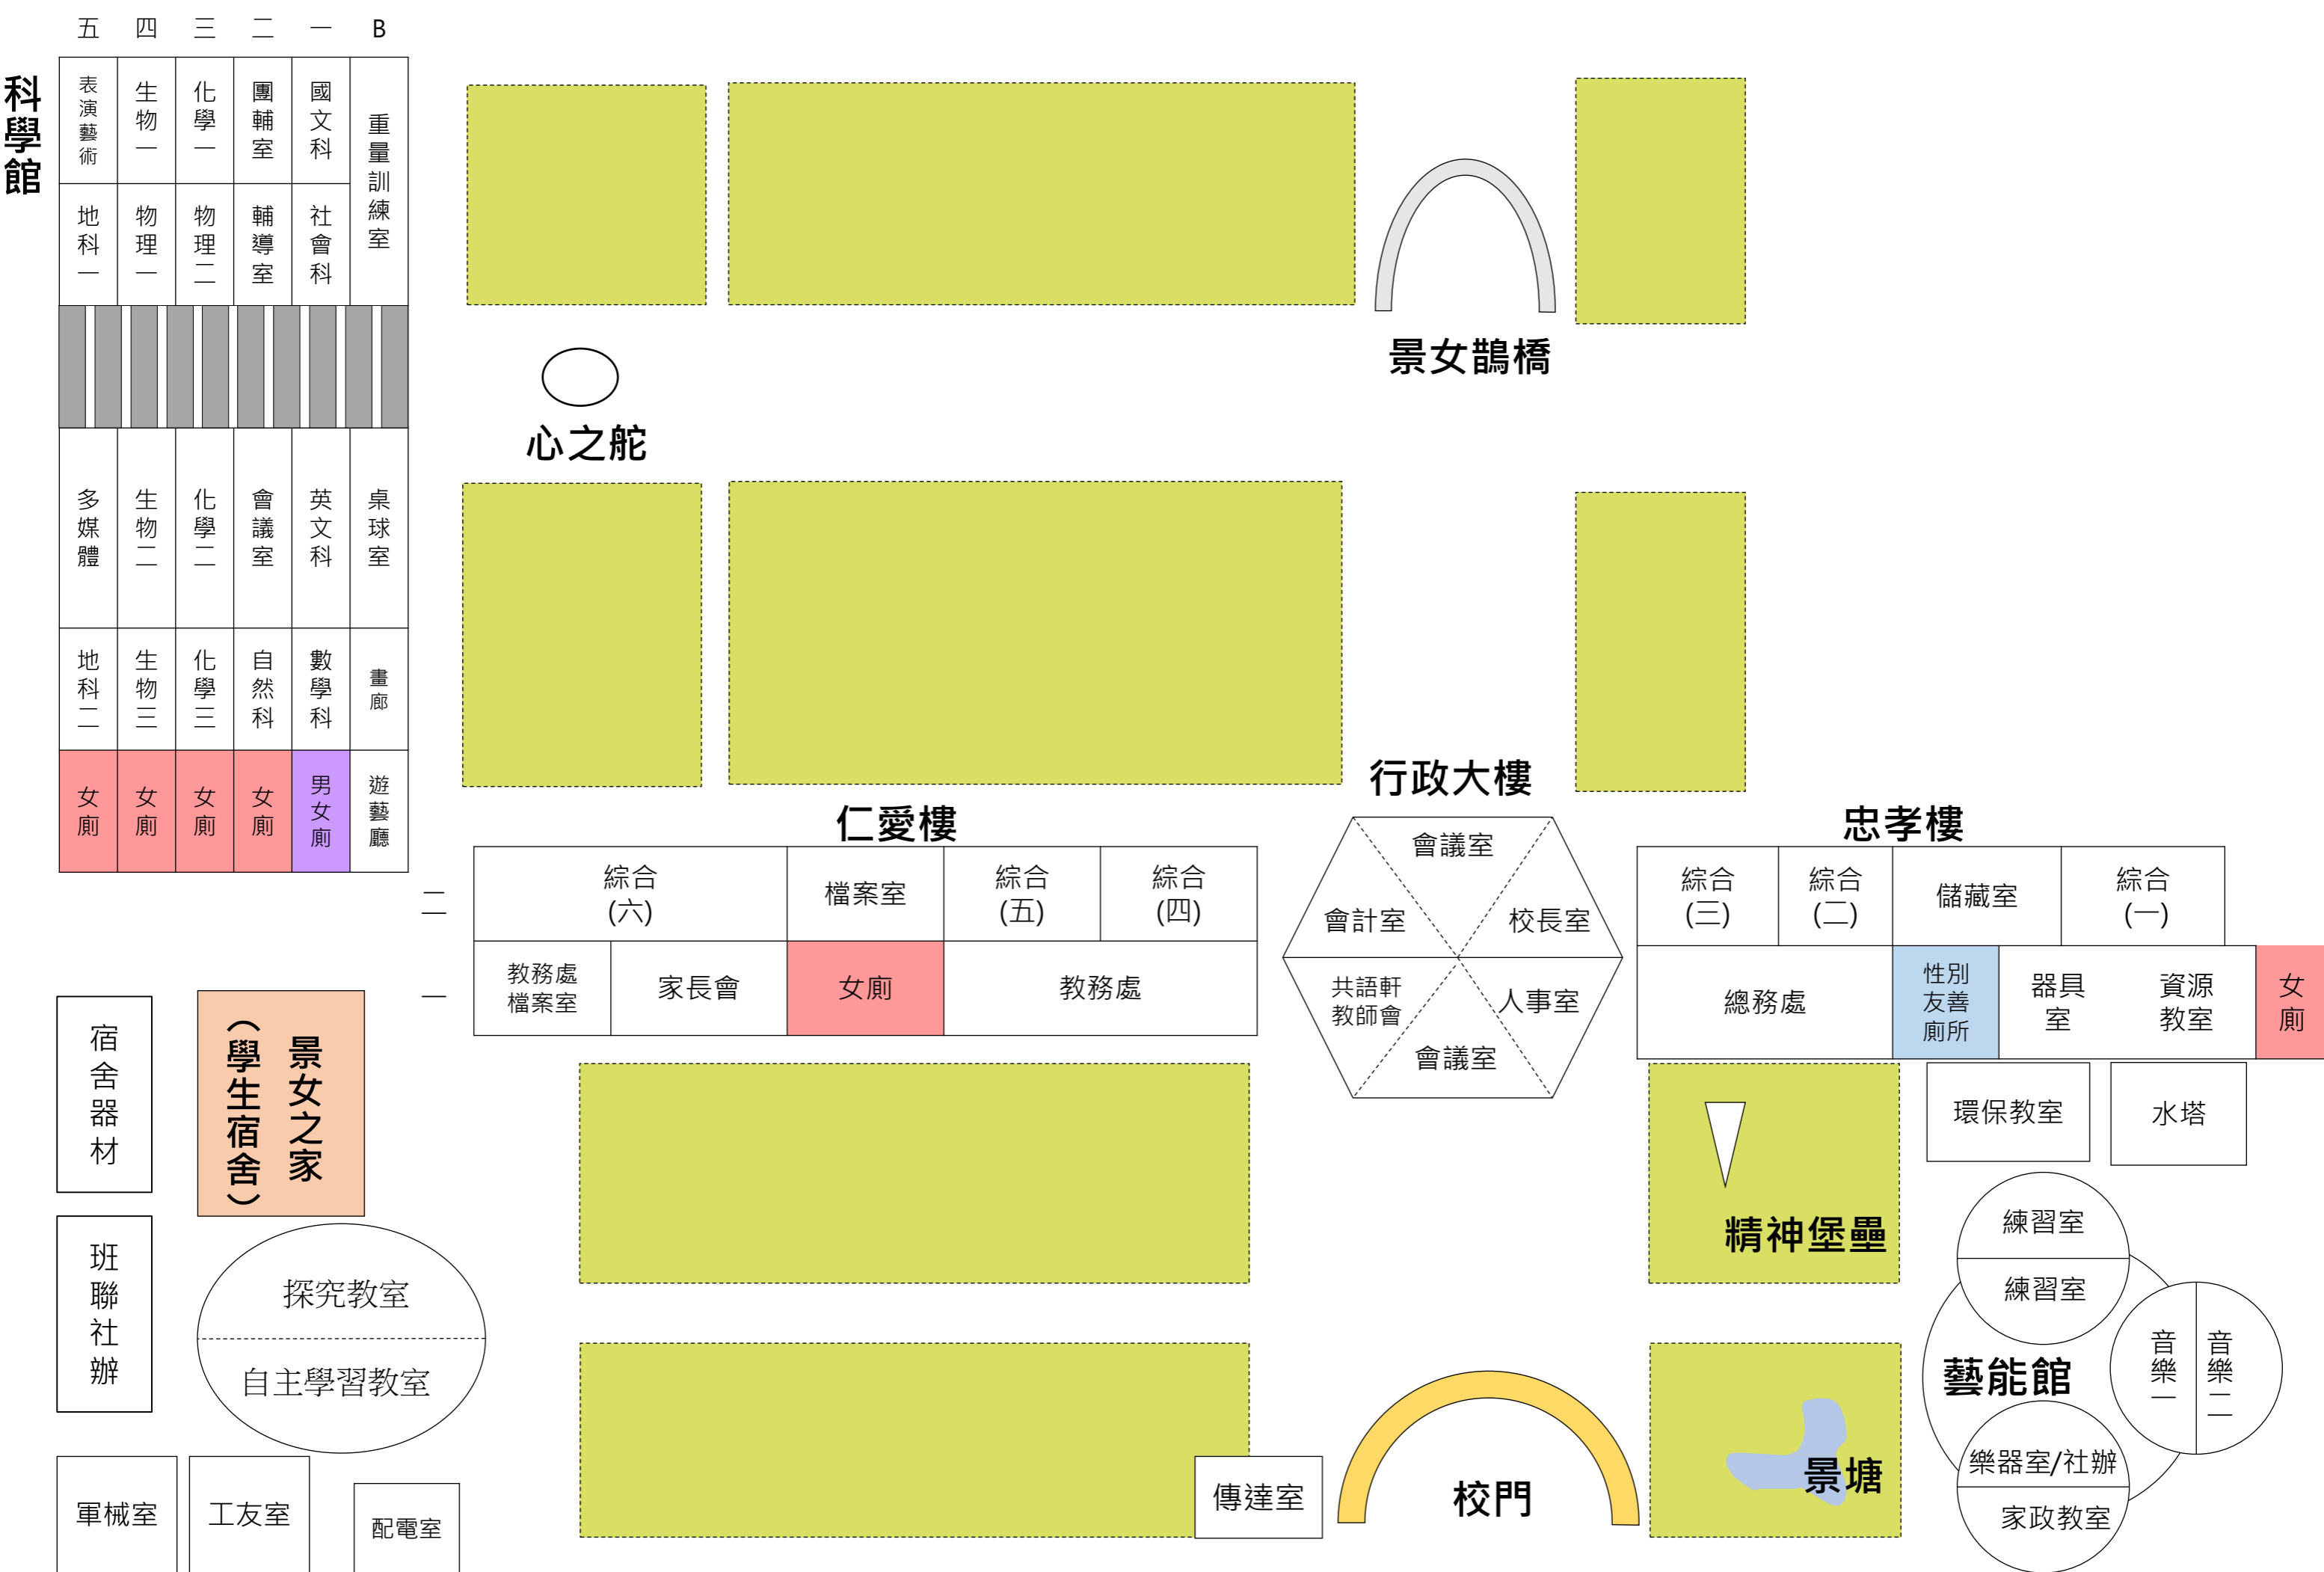 五 四 三 二 一 B
科學館
表演藝術 生物一 化學一 團輔室 國文科 重量訓練室
地科一 物理一 物理二 輔導室 社會科
多媒體 生物二 化學二 會議室 英文科 桌球室
地科二 生物三 化學三 自然科 數學科 畫廊
女廁 女廁 女廁 女廁 男女廁 遊藝廳
景女鵲橋
心之舵
仁愛樓
二
綜合
(六)
檔案室
綜合
(五)
綜合
(四)
一
教務處
檔案室
家長會
女廁
教務處
行政大樓
會議室
會計室
校長室
共語軒
教師會
人事室
會議室
忠孝樓
綜合
(三)
綜合
(二)
儲藏室
綜合
(一)
總務處
性別
友善
廁所
器具
室
資源
教室
女
廁
宿舍器材
景女之家
(學生宿舍)
班聯社辦
探究教室
自主學習教室
軍械室
工友室
配電室
精神堡壘
環保教室
水塔
練習室
練習室
藝能館
音樂一
音樂二
樂器室/社辦
家政教室
傳達室
校門
景塘